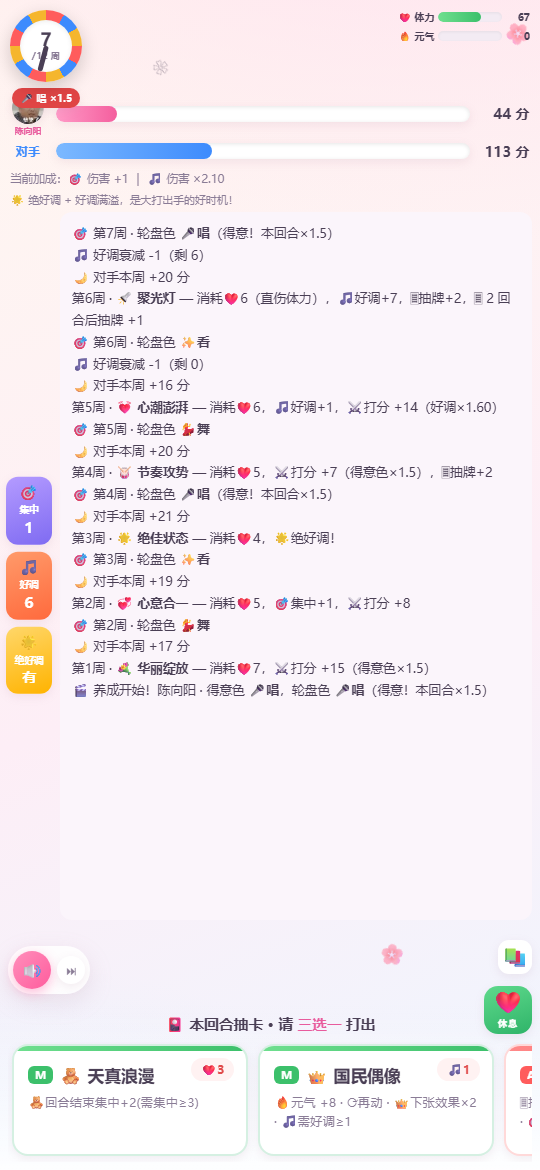 7
体力 67
元气 0
🎤 唱 ×1.5
陈向阳 44 分
对手 113 分
当前加成： 🎯 伤害 +1 | 🎵 伤害 ×2.10
🌟 绝好调 + 好调满溢，是大打出手的好时机！
🎯 第7周 · 轮盘色 🎤唱（得意！本回合×1.5）
🎵 好调衰减 -1（剩 6）
🌙 对手本周 +20 分
第6周 · 🔦 聚光灯 — 消耗❤️6（直伤体力），🎵好调+7，🂠抽牌+2，🂠 2 回
合后抽牌 +1
🎯 第6周 · 轮盘色 ✨看
🎵 好调衰减 -1（剩 0）
🌙 对手本周 +16 分
第5周 · 💓 心潮澎湃 — 消耗❤️6，🎵好调+1，⚔️打分 +14（好调×1.60）
🎯 第5周 · 轮盘色 💃舞
🌙 对手本周 +20 分
第4周 · 🥁 节奏攻势 — 消耗❤️5，⚔️打分 +7（得意色×1.5），🂠抽牌+2
🎯 第4周 · 轮盘色 🎤唱（得意！本回合×1.5）
🌙 对手本周 +21 分
第3周 · 🌟 绝佳状态 — 消耗❤️4，🌟绝好调！
🎯 第3周 · 轮盘色 ✨看
🌙 对手本周 +19 分
第2周 · 💞 心意合一 — 消耗❤️5，🎯集中+1，⚔️打分 +8
🎯 第2周 · 轮盘色 💃舞
🌙 对手本周 +17 分
第1周 · 💐 华丽绽放 — 消耗❤️7，⚔️打分 +15（得意色×1.5）
🎬 养成开始！陈向阳 · 得意色 🎤唱，轮盘色 🎤唱（得意！本回合×1.5）
集中
1
好调
6
绝好调
有
休息
🎴 本回合抽卡 • 请 三选一 打出
M 🧸 天真浪漫 ❤️3
🧸回合结束集中+2(需集中≥3)
M 👑 国民偶像 🎵1
🔥元气 +8 · ⟳再动 · 👑下张效果×2
· 🎵需好调≥1